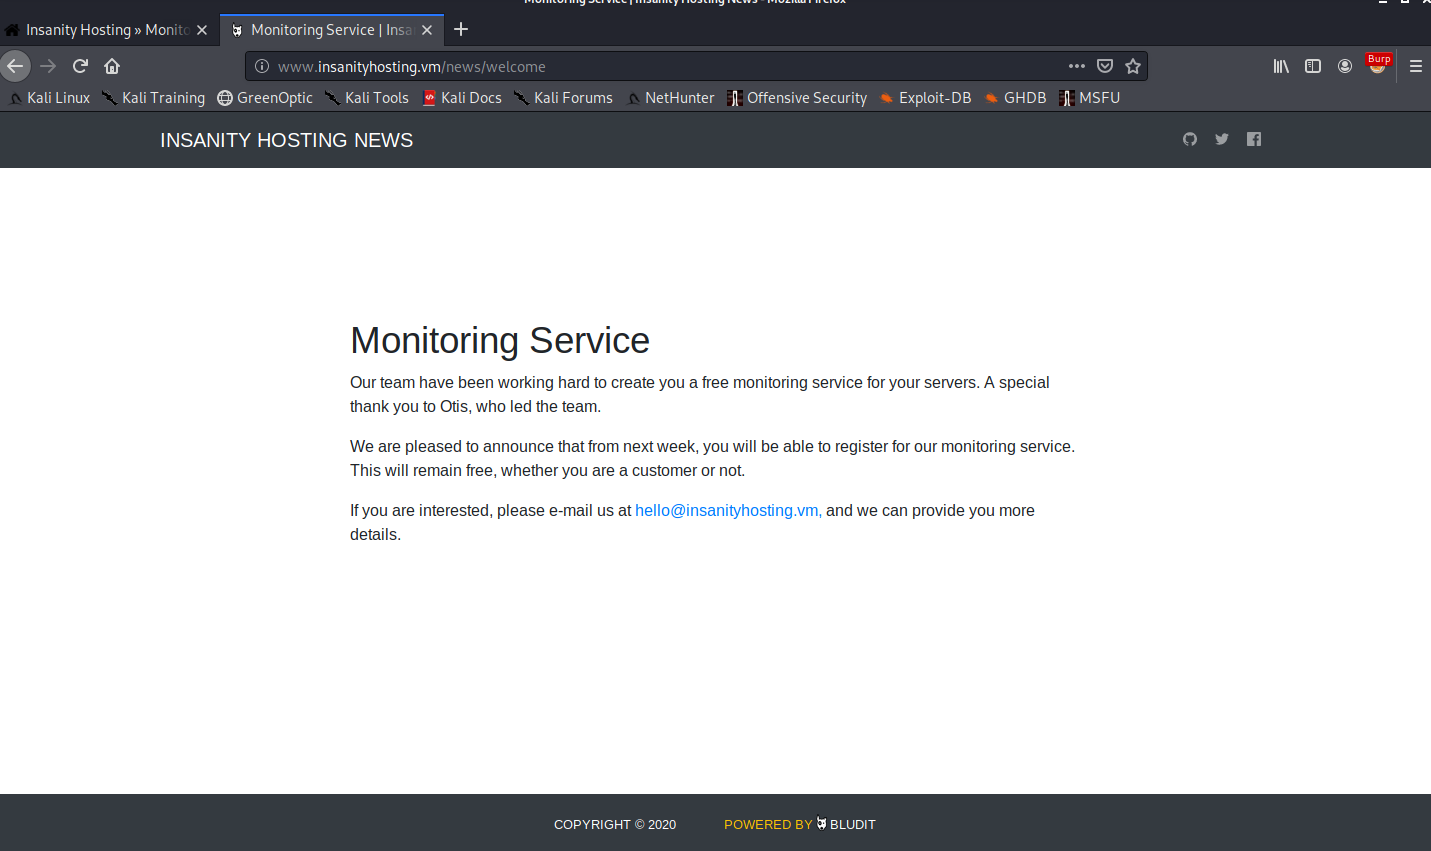 Monitoring Service | Insanity Hosting News - Mozilla Firefox
Insanity Hosting » Monito
Monitoring Service | Insa
www.insanityhosting.vm/news/welcome
Burp
Kali Linux Kali Training GreenOptic Kali Tools Kali Docs Kali Forums NetHunter Offensive Security Exploit-DB GHDB MSFU
INSANITY HOSTING NEWS
Monitoring Service
Our team have been working hard to create you a free monitoring service for your servers. A special
thank you to Otis, who led the team.
We are pleased to announce that from next week, you will be able to register for our monitoring service.
This will remain free, whether you are a customer or not.
If you are interested, please e-mail us at hello@insanityhosting.vm, and we can provide you more
details.
COPYRIGHT © 2020 POWERED BY BLUDIT